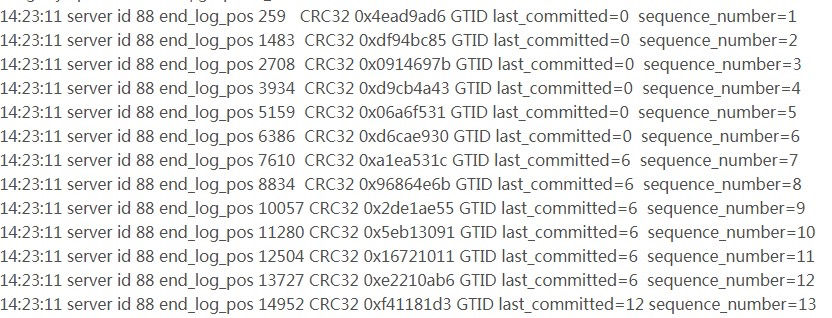 14:23:11 server id 88 end_log_pos 259 CRC32 0x4ead9ad6 GTID last_committed=0 sequence_number=1
14:23:11 server id 88 end_log_pos 1483 CRC32 0xdf94bc85 GTID last_committed=0 sequence_number=2
14:23:11 server id 88 end_log_pos 2708 CRC32 0x0914697b GTID last_committed=0 sequence_number=3
14:23:11 server id 88 end_log_pos 3934 CRC32 0xd9cb4a43 GTID last_committed=0 sequence_number=4
14:23:11 server id 88 end_log_pos 5159 CRC32 0x06a6f531 GTID last_committed=0 sequence_number=5
14:23:11 server id 88 end_log_pos 6386 CRC32 0xd6cae930 GTID last_committed=0 sequence_number=6
14:23:11 server id 88 end_log_pos 7610 CRC32 0xa1ea531c GTID last_committed=6 sequence_number=7
14:23:11 server id 88 end_log_pos 8834 CRC32 0x96864e6b GTID last_committed=6 sequence_number=8
14:23:11 server id 88 end_log_pos 10057 CRC32 0x2de1ae55 GTID last_committed=6 sequence_number=9
14:23:11 server id 88 end_log_pos 11280 CRC32 0x5eb13091 GTID last_committed=6 sequence_number=10
14:23:11 server id 88 end_log_pos 12504 CRC32 0x16721011 GTID last_committed=6 sequence_number=11
14:23:11 server id 88 end_log_pos 13727 CRC32 0xe2210ab6 GTID last_committed=6 sequence_number=12
14:23:11 server id 88 end_log_pos 14952 CRC32 0xf41181d3 GTID last_committed=12 sequence_number=13